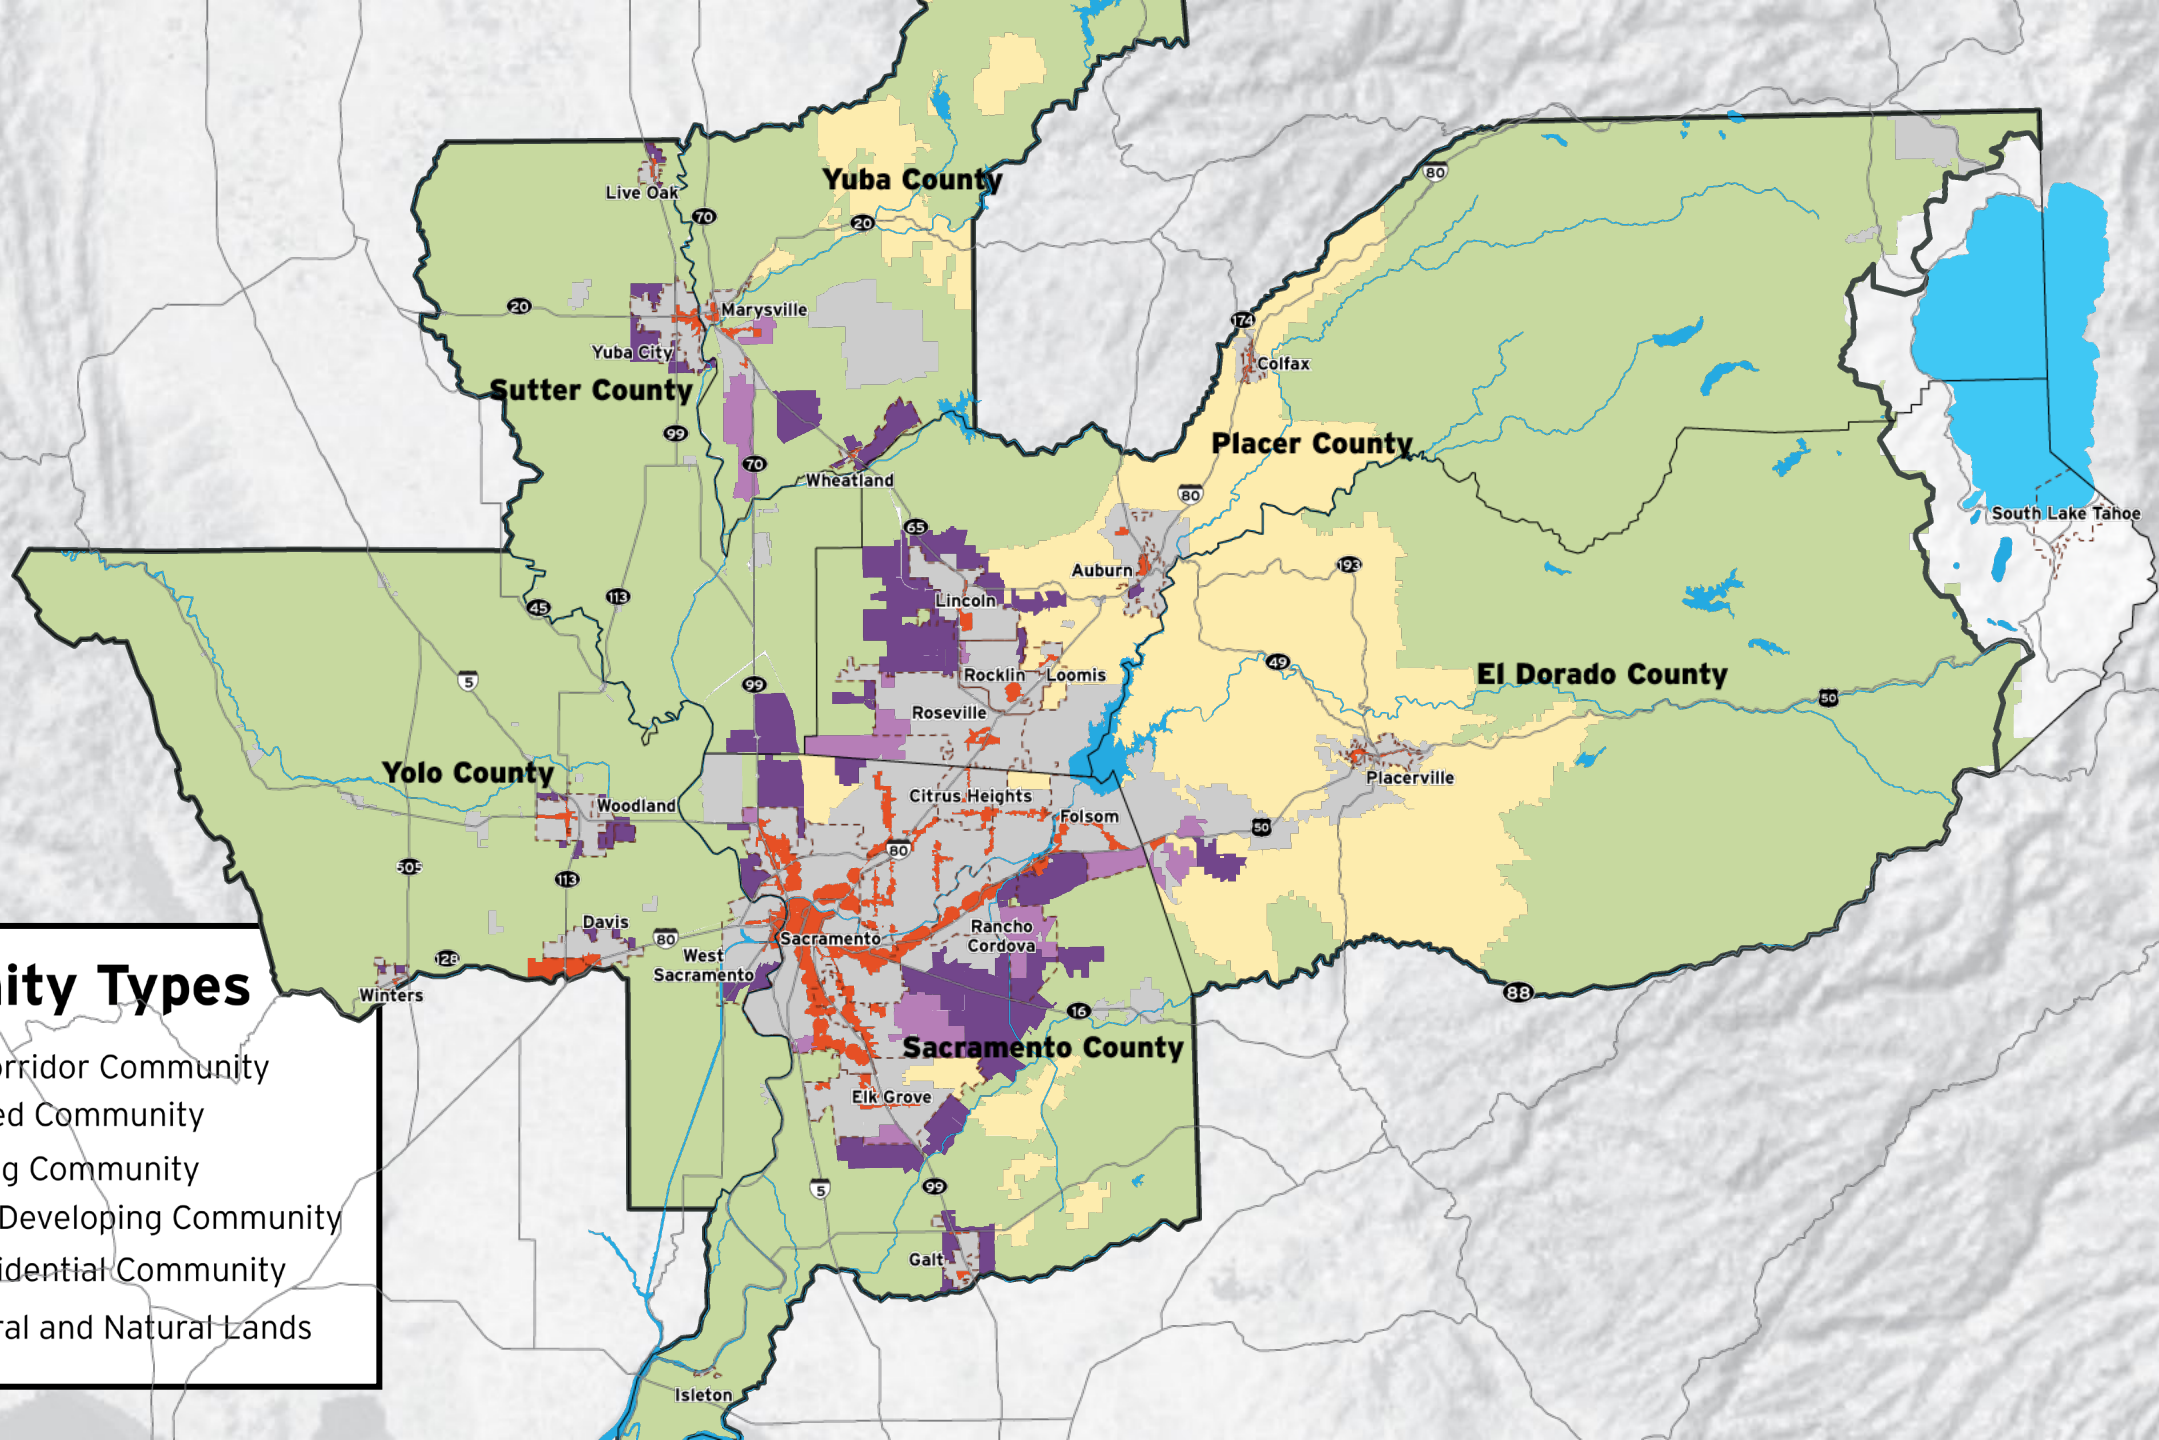 Yuba County
Live Oak
70
20
80
20
Marysville
174
Yuba City
Colfax
Sutter County
99
Placer County
70
Wheatland
80
65
South Lake Tahoe
Auburn
193
45
113
Lincoln
49
5
99
Rocklin
Loomis
El Dorado County
50
Roseville
Yolo County
Woodland
Citrus Heights
Placerville
Folsom
50
80
505
113
Davis
80
Sacramento
Rancho
Cordova
West
Sacramento
128
Winters
88
16
Sacramento County
Elk Grove
5
99
Galt
Isleton
ity Types
rridor Community
ed Community
g Community
Developing Community
idential Community
ral and Natural Lands